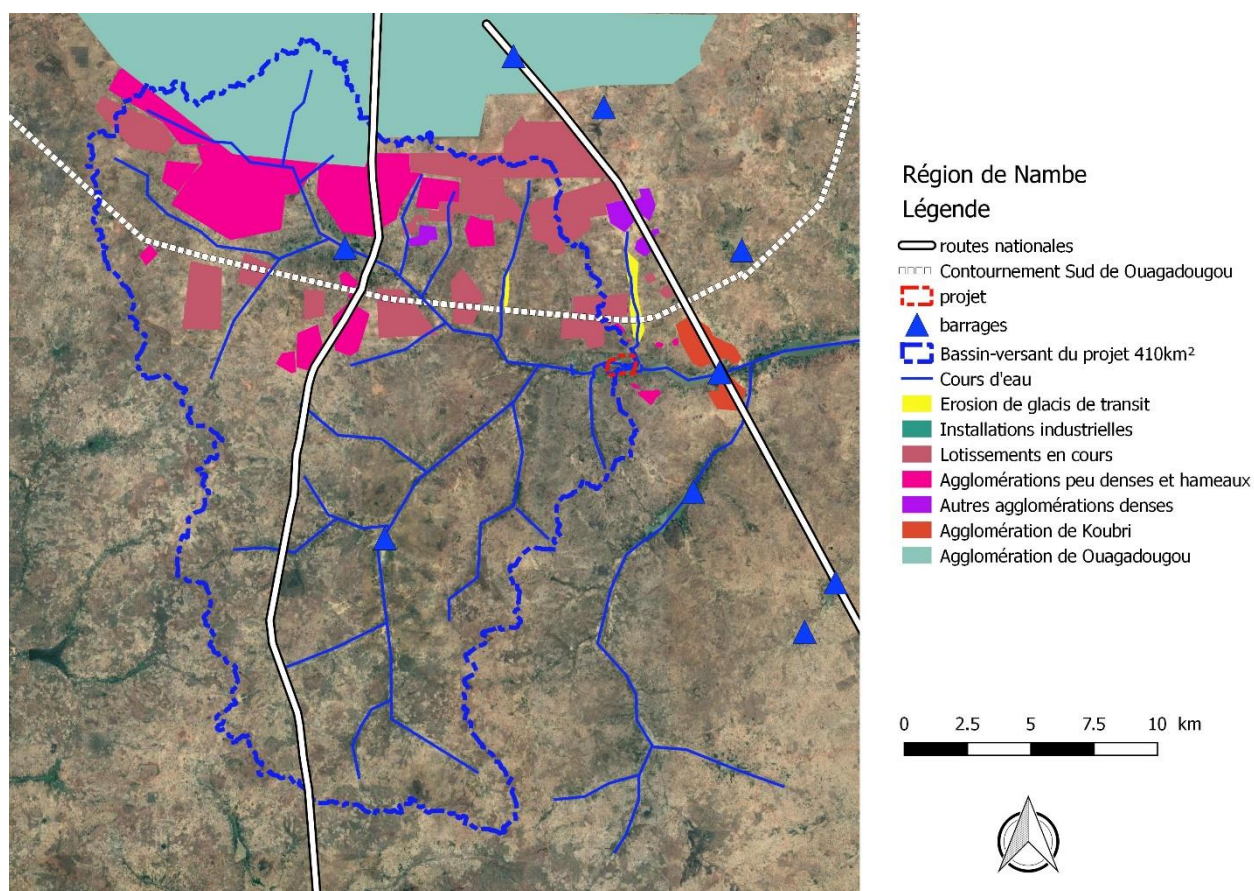 Région de Nambe
Légende
routes nationales
Contournement Sud de Ouagadougou
projet
barrages
Bassin-versant du projet 410km²
Cours d'eau
Erosion de glacis de transit
Installations industrielles
Lotissements en cours
Agglomérations peu denses et hameaux
Autres agglomérations denses
Agglomération de Koubri
Agglomération de Ouagadougou
0 2.5 5 7.5 10 km